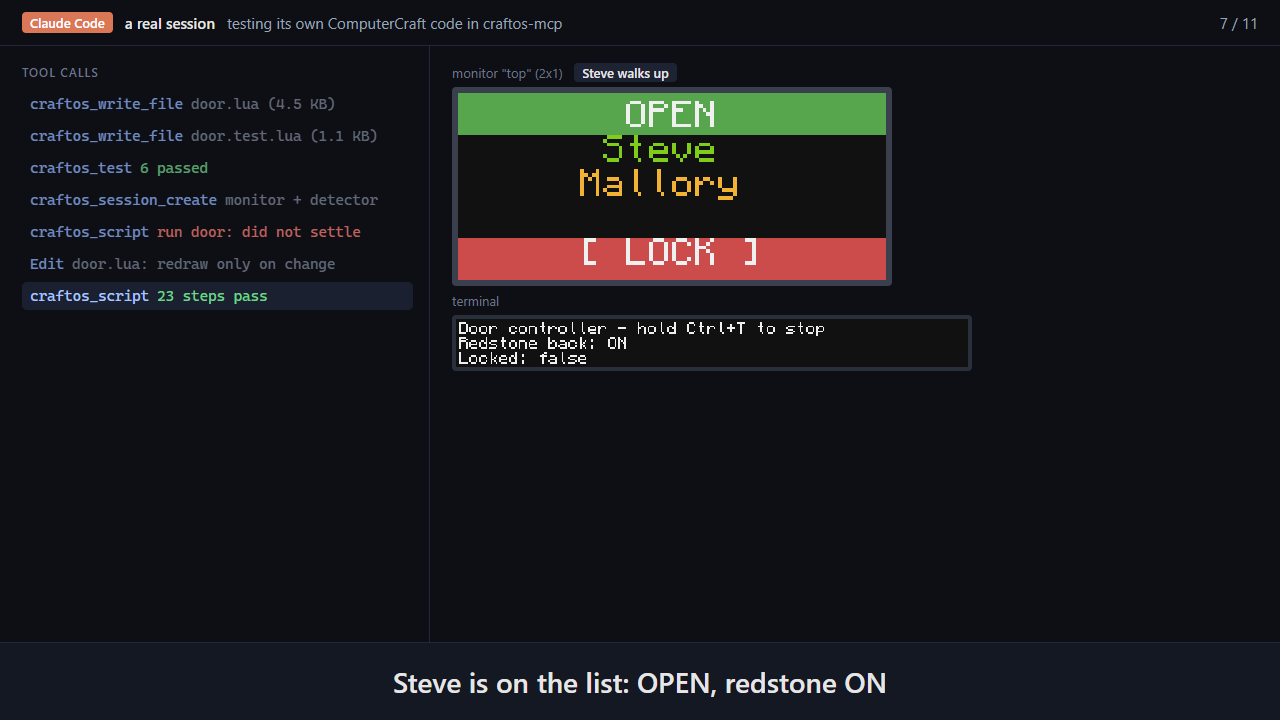 Claude Code a real session testing its own ComputerCraft code in craftos-mcp 7 / 11
TOOL CALLS
craftos_write_file door.lua (4.5 KB)
craftos_write_file door.test.lua (1.1 KB)
craftos_test 6 passed
craftos_session_create monitor + detector
craftos_script run door: did not settle
Edit door.lua: redraw only on change
craftos_script 23 steps pass
monitor "top" (2x1) Steve walks up
OPEN
Steve
Mallory
[ LOCK ]
terminal
Door controller - hold Ctrl+T to stop
Redstone back: ON
Locked: false
Steve is on the list: OPEN, redstone ON